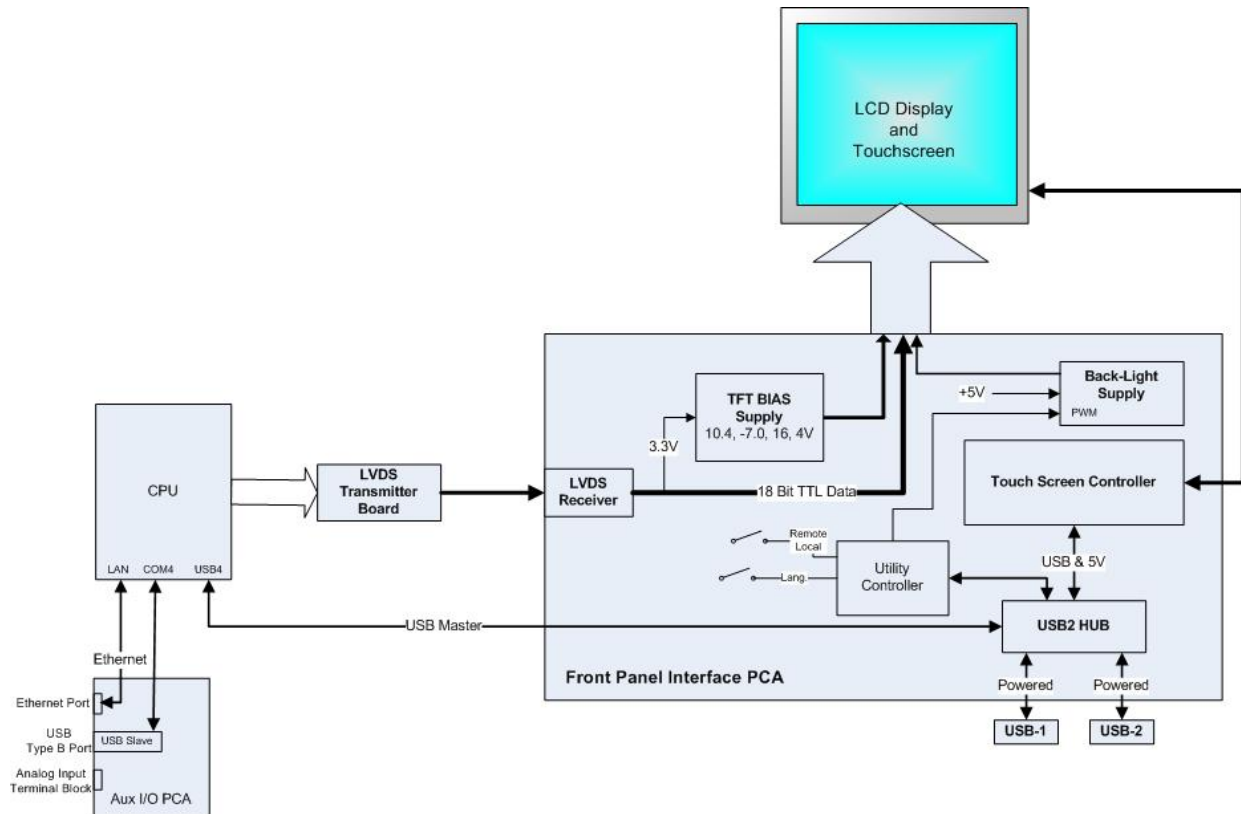 LCD Display
and
Touchscreen
Back-Light
Supply
+5V
PWM
TFT BIAS
Supply
10.4, -7.0, 16, 4V
3.3V
CPU
LAN
COM4
USB4
LVDS
Transmitter
Board
LVDS
Receiver
18 Bit TTL Data
Touch Screen Controller
Remote
Local
Lang.
Utility
Controller
USB & 5V
USB2 HUB
USB Master
Ethernet
Front Panel Interface PCA
Powered
Powered
USB-1
USB-2
Ethernet Port
USB
Type B Port
USB Slave
Analog Input
Terminal Block
Aux I/O PCA